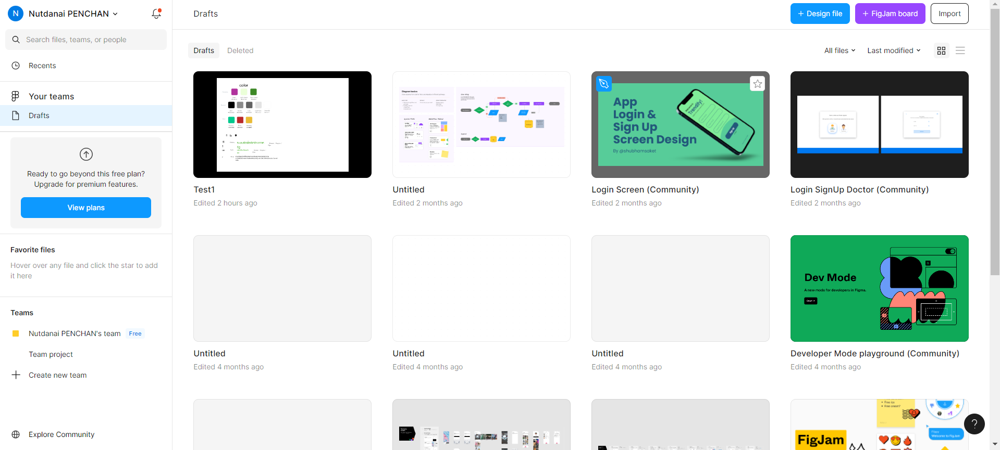 N
Nutdanai PENCHAN
Search files, teams, or people
Recents
Your teams
Drafts
Ready to go beyond this free plan?
Upgrade for premium features.
View plans
Favorite files
Hover over any file and click the star to add
it here
Teams
Nutdanai PENCHAN's team Free
Team project
Create new team
Explore Community
Drafts
+ Design file
+ FigJam board
Import
Drafts Deleted
All files Last modified
color
Test1
Edited 2 hours ago
Untitled
Edited 2 months ago
App
Login &
Sign Up
Screen Design
By @shubhamsaket
Trendify!
Login Screen (Community)
Edited 2 months ago
Login SignUp Doctor (Community)
Edited 2 months ago
Untitled
Edited 4 months ago
Untitled
Edited 4 months ago
Untitled
Edited 4 months ago
Dev Mode
A new mode for developers in Figma.
Start
Developer Mode playground (Community)
Edited 4 months ago
FigJam
Welcome to FigJam
?